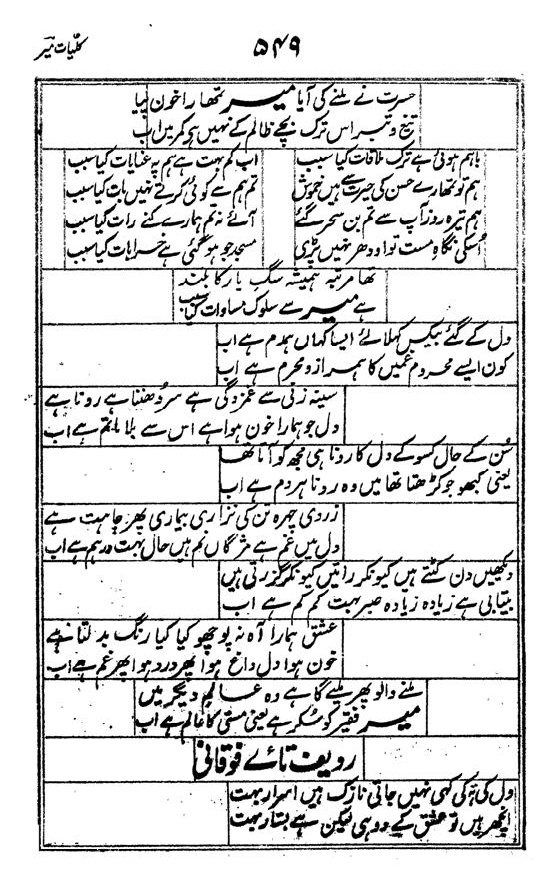 کلیات میر
۵۴۹
حسرت نے ملنے کی آیا میر تمھارا خون پیا
تیغ و تبر اس ترک بچے ظالم کے نہیں ہی کمر میں اب
باہم ہوئی ہے ترک ملاقات کیا سبب
اب کم بہت ہے ہم پہ عنایات کیا سبب
ہم تو تمھارے حسن کی حیرت سے ہیں خموش
تم ہم سے کوئی کرتے نہیں بات کیا سبب
ہم تیرہ روز آپ سے تم بن سحر گئے
آئے نہ تم ہمارے کنے رات کیا سبب
اُسکی نگاہِ مست تو اودھر نہیں پڑی
مسجد جو ہو گئی ہے خرابات کیا سبب
تھا مرتبہ ہمیشہ سگِ یار کا بلند
ہے میر سے سلوک مساوات کیا سبب
دل کے گئے بیکس کہلائے ایسا کہاں ہمدم ہے اب
کون ایسے محروم غمیں کا ہمراز و محرم ہے اب
سینہ زنی سے غمزدگی ہے سر دُھننا ہے رونا ہے
دل جو ہمارا خون ہوا ہے اس سے بلا ماتم ہے اب
سُن کے حال کسو کے دل کا رونا ہی مجھ کو آتا تھا
یعنی کبھو جو کڑھتا تھا میں وہ رونا ہر دم ہے اب
زردی چہرہ تن کی نزاری بیماری پھر چاہت ہے
دل میں غم ہے مژگاں نم ہیں حال بہت درہم ہے اب
دیکھیں دن کٹتے ہیں کیونکر راتیں کیونکر گزرتی ہیں
بیتابی ہے زیادہ زیادہ صبر بہت کم کم ہے اب
عشق ہمارا آہ نہ پوچھو کیا کیا رنگ بدلتا ہے
خون ہوا دل داغ ہوا پھر درد ہوا پھر غم ہے اب
ملنے والو پھر ملیے گا ہے وہ عالمِ دیگر میں
میر فقیر کو سُکر ہے یعنی مستی کا عالم ہے اب
ردیف تائے فوقانی
دل کی تہ کی کہی نہیں جاتی نازک ہیں اسرار بہت
انچھر ہیں تو عشق کے دو ہی لیکن ہے بستار بہت